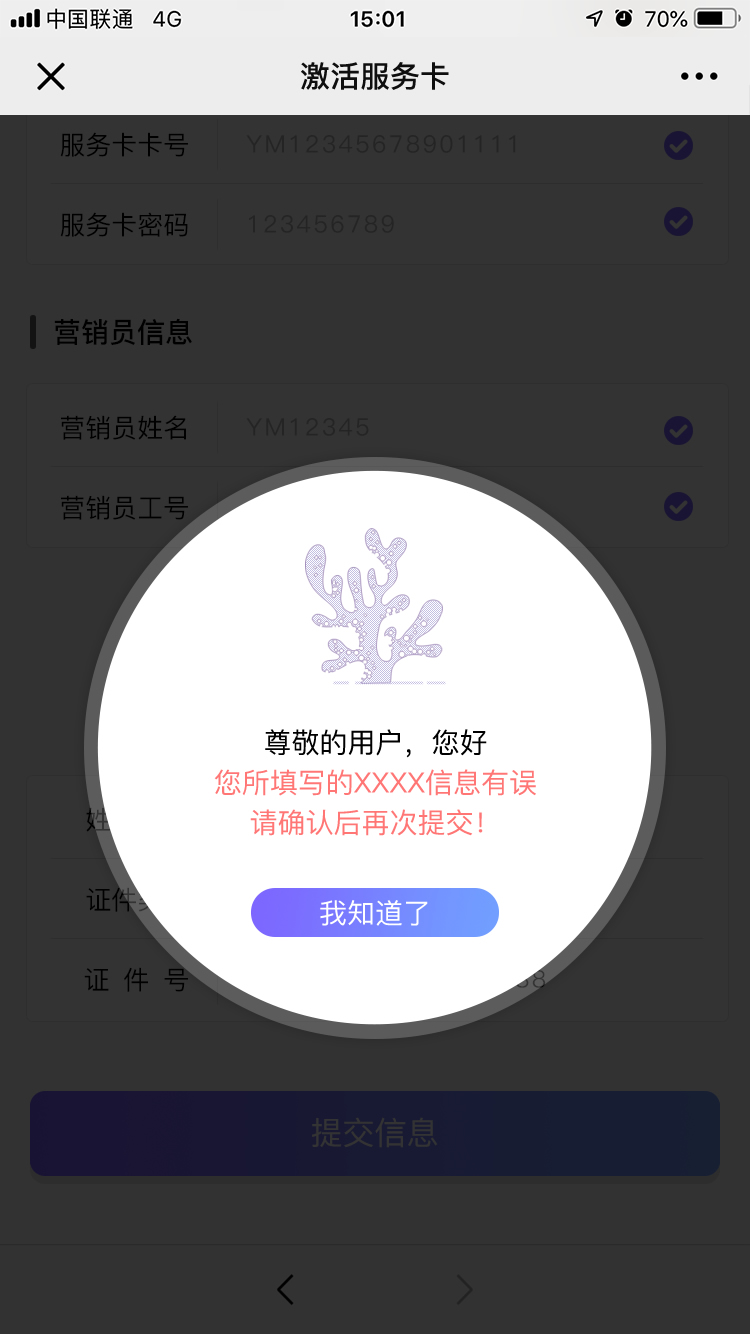 中国联通 4G 15:01 70%
激活服务卡
服务卡卡号 YM12345678901111
服务卡密码 123456789
营销员信息
营销员姓名 YM12345
营销员工号
尊敬的用户，您好
您所填写的XXXX信息有误
请确认后再次提交！
姓
证件
我知道了
证 件 号 38
提交信息